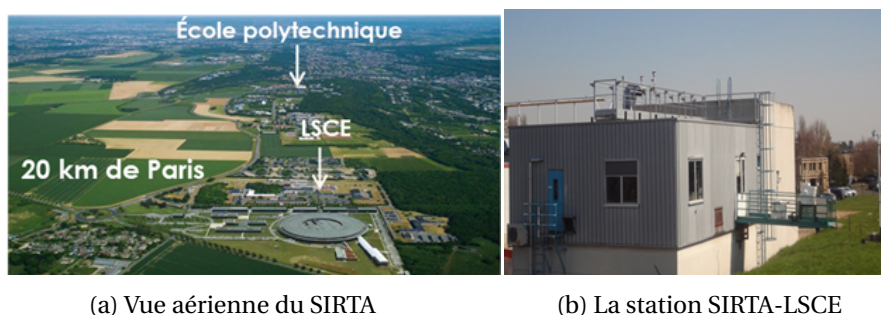 École polytechnique
LSCE
20 km de Paris
(a) Vue aérienne du SIRTA
(b) La station SIRTA-LSCE